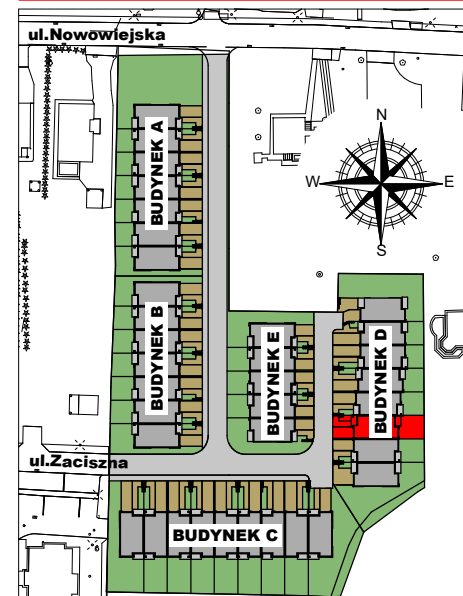 ul.Nowowiejska
BUDYNEK A
N
W
E
S
BUDYNEK B
BUDYNEK E
BUDYNEK D
ul.Zaciszna
BUDYNEK C